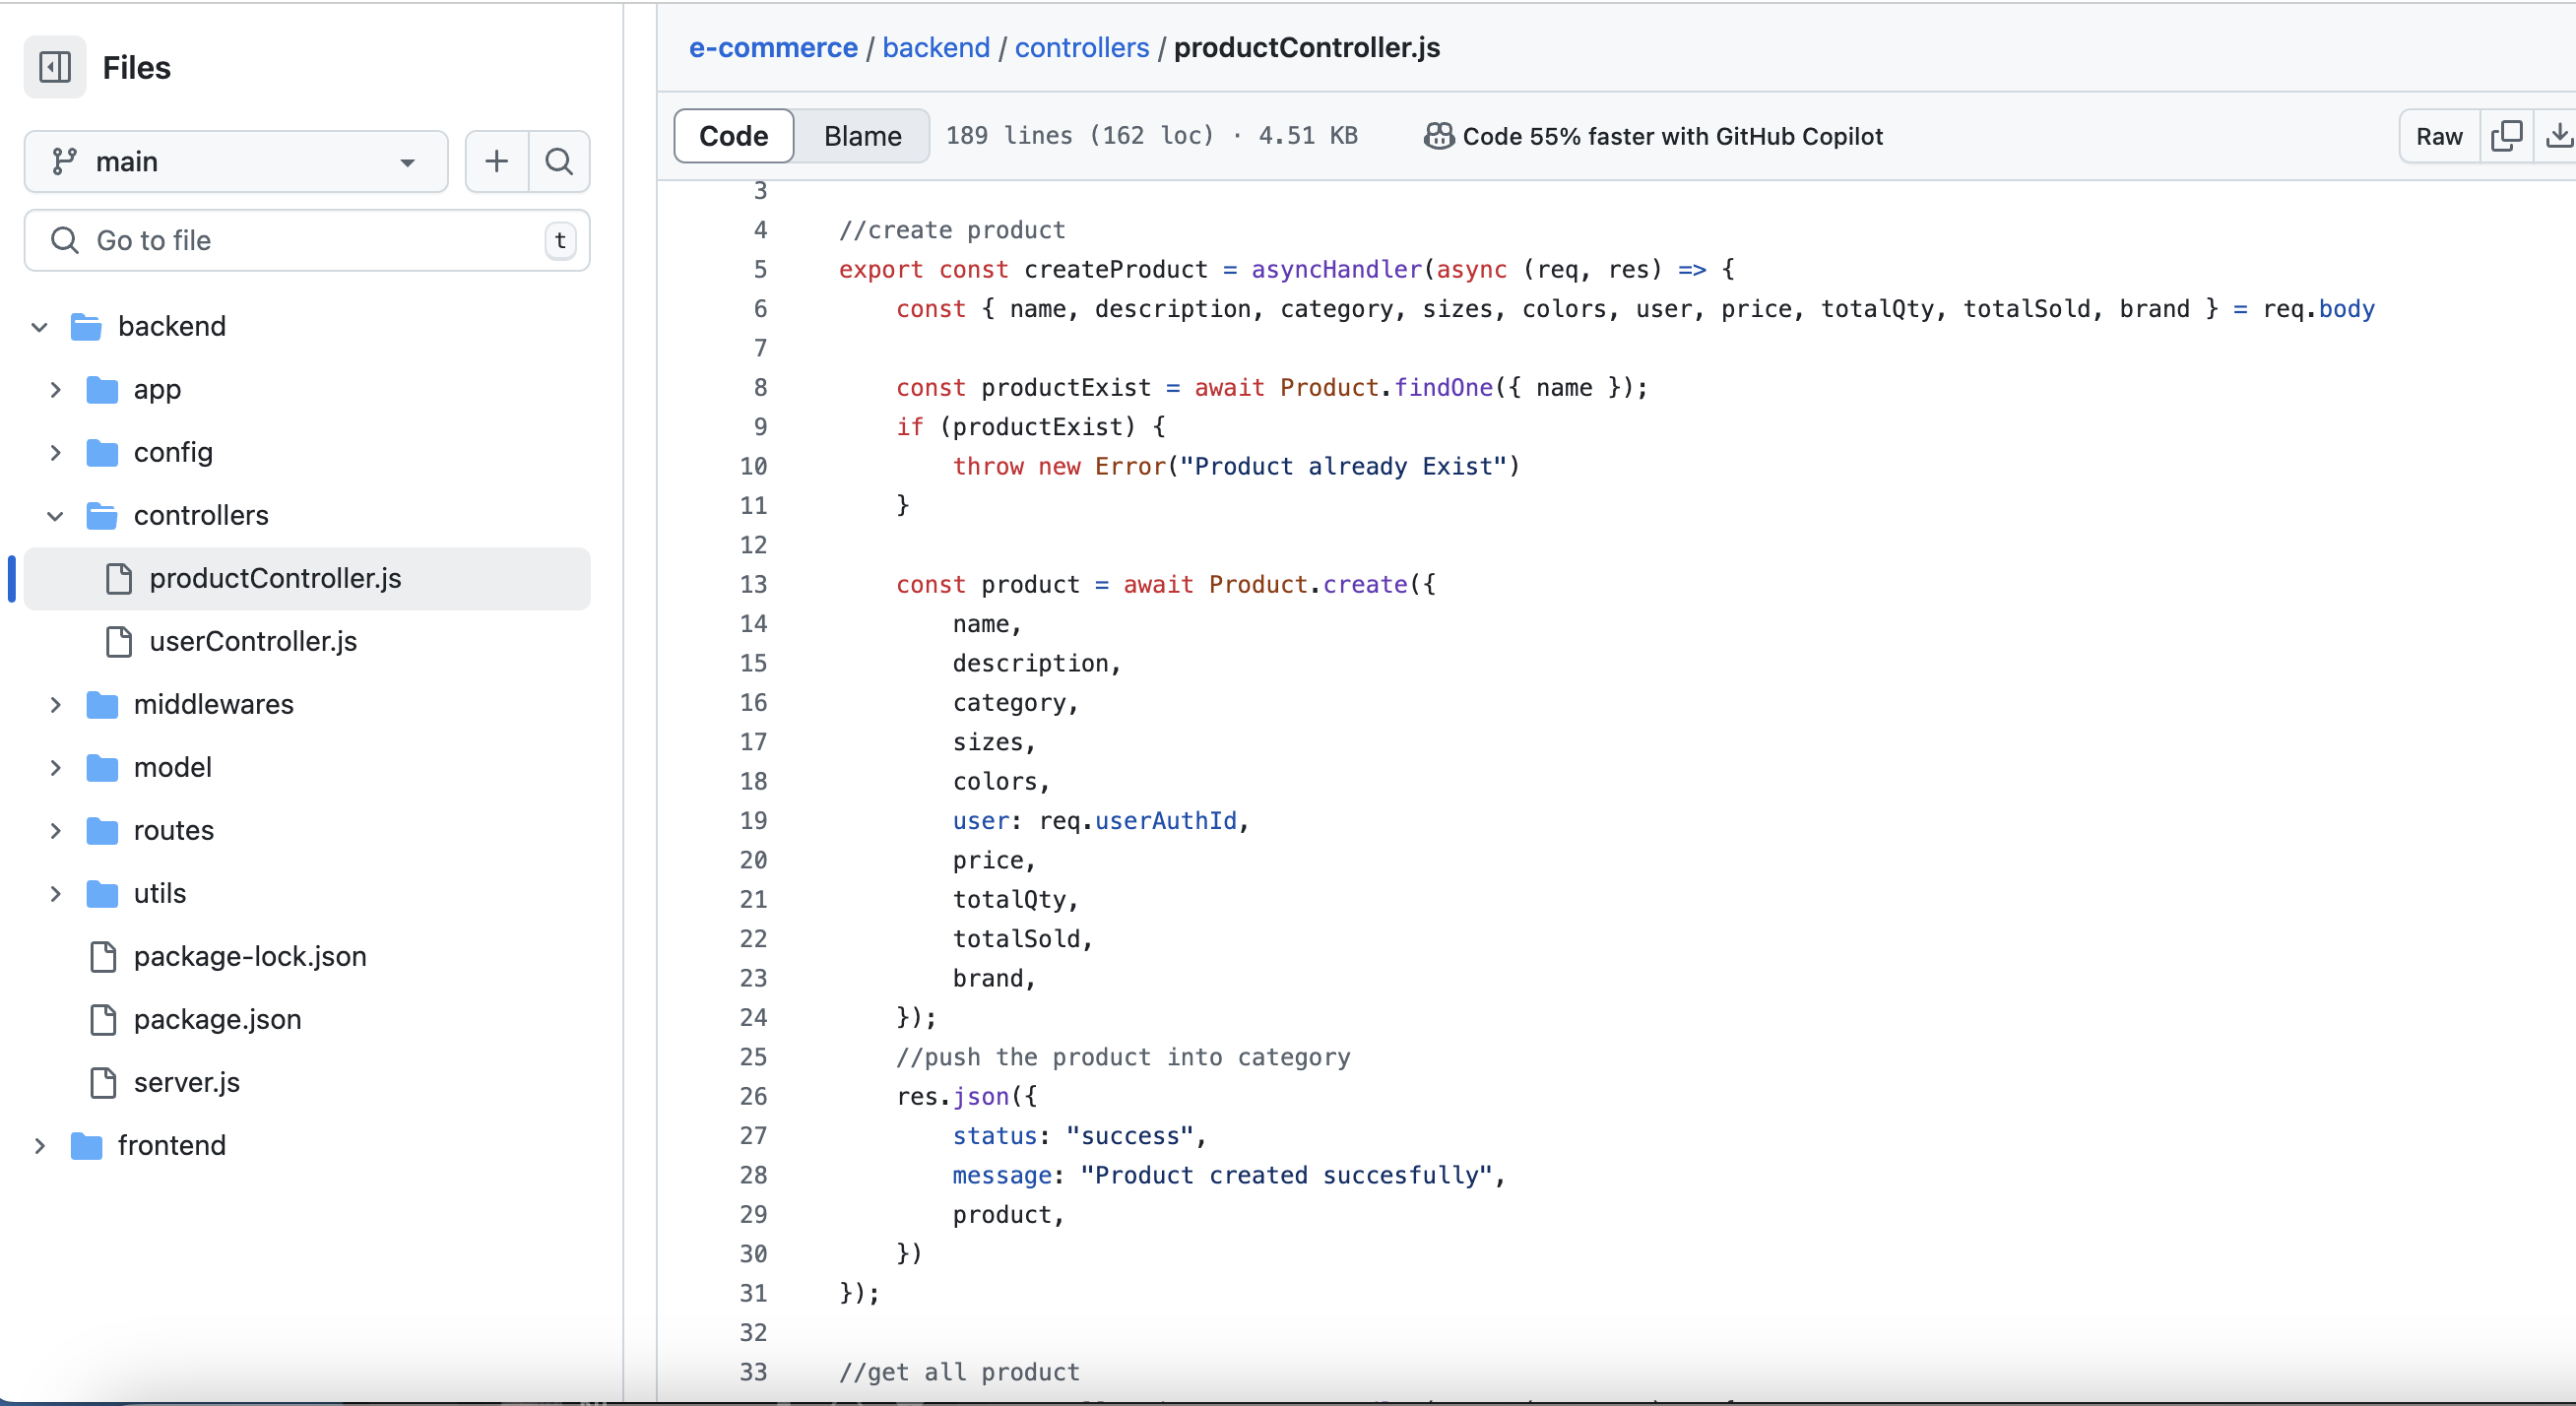 Files
main
Go to file
t
backend
app
config
controllers
productController.js
userController.js
middlewares
model
routes
utils
package-lock.json
package.json
server.js
frontend
e-commerce / backend / controllers / productController.js
Code Blame 189 lines (162 loc) · 4.51 KB Code 55% faster with GitHub Copilot Raw
3
4 //create product
5 export const createProduct = asyncHandler(async (req, res) => {
6 const { name, description, category, sizes, colors, user, price, totalQty, totalSold, brand } = req.body
7
8 const productExist = await Product.findOne({ name });
9 if (productExist) {
10 throw new Error("Product already Exist")
11 }
12
13 const product = await Product.create({
14 name,
15 description,
16 category,
17 sizes,
18 colors,
19 user: req.userAuthId,
20 price,
21 totalQty,
22 totalSold,
23 brand,
24 });
25 //push the product into category
26 res.json({
27 status: "success",
28 message: "Product created succesfully",
29 product,
30 })
31 });
32
33 //get all product